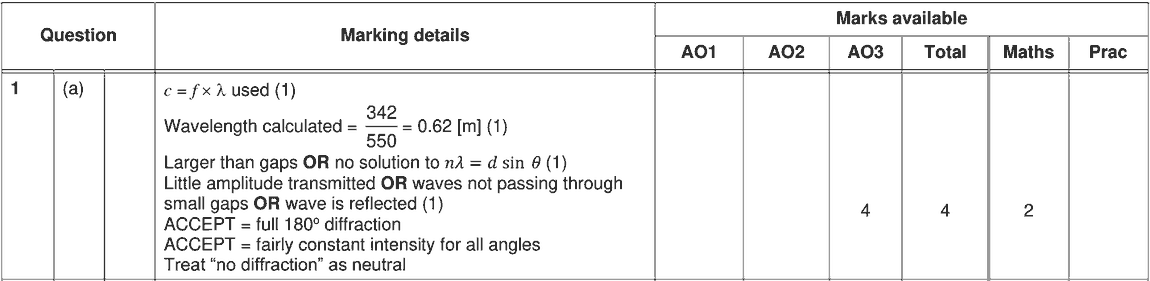 Question Marking details Marks available
AO1 AO2 AO3 Total Maths Prac
1 (a) c = f × λ used (1)
Wavelength calculated = 342/550 = 0.62 [m] (1)
Larger than gaps OR no solution to nλ = d sin θ (1)
Little amplitude transmitted OR waves not passing through
small gaps OR wave is reflected (1)
4 4 2
ACCEPT = full 180º diffraction
ACCEPT = fairly constant intensity for all angles
Treat “no diffraction” as neutral